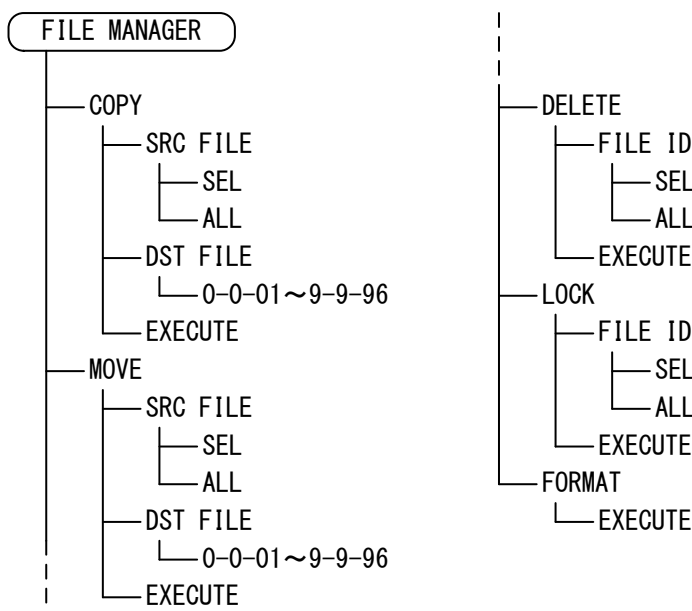 FILE MANAGER
COPY
SRC FILE
SEL
ALL
DST FILE
0-0-01～9-9-96
EXECUTE
MOVE
SRC FILE
SEL
ALL
DST FILE
0-0-01～9-9-96
EXECUTE
DELETE
FILE ID
SEL
ALL
EXECUTE
LOCK
FILE ID
SEL
ALL
EXECUTE
FORMAT
EXECUTE